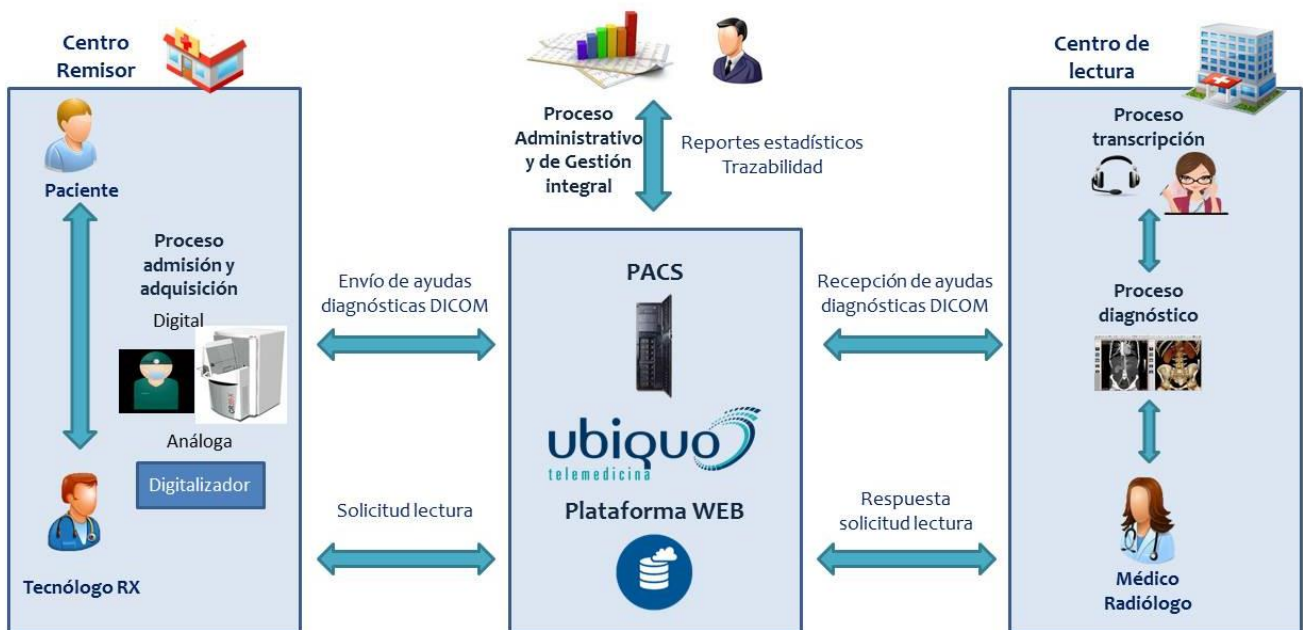 Centro
Remisor
Paciente
Proceso
admisión y
adquisición
Digital
Análoga
Digitalizador
Tecnólogo RX
Envío de ayudas
diagnósticas DICOM
Solicitud lectura
Proceso
Administrativo
y de Gestión
integral
Reportes estadísticos
Trazabilidad
PACS
ubiquo
telemedicina
Plataforma WEB
Recepción de ayudas
diagnósticas DICOM
Respuesta
solicitud lectura
Centro de
lectura
Proceso
transcripción
Proceso
diagnóstico
Médico
Radiólogo